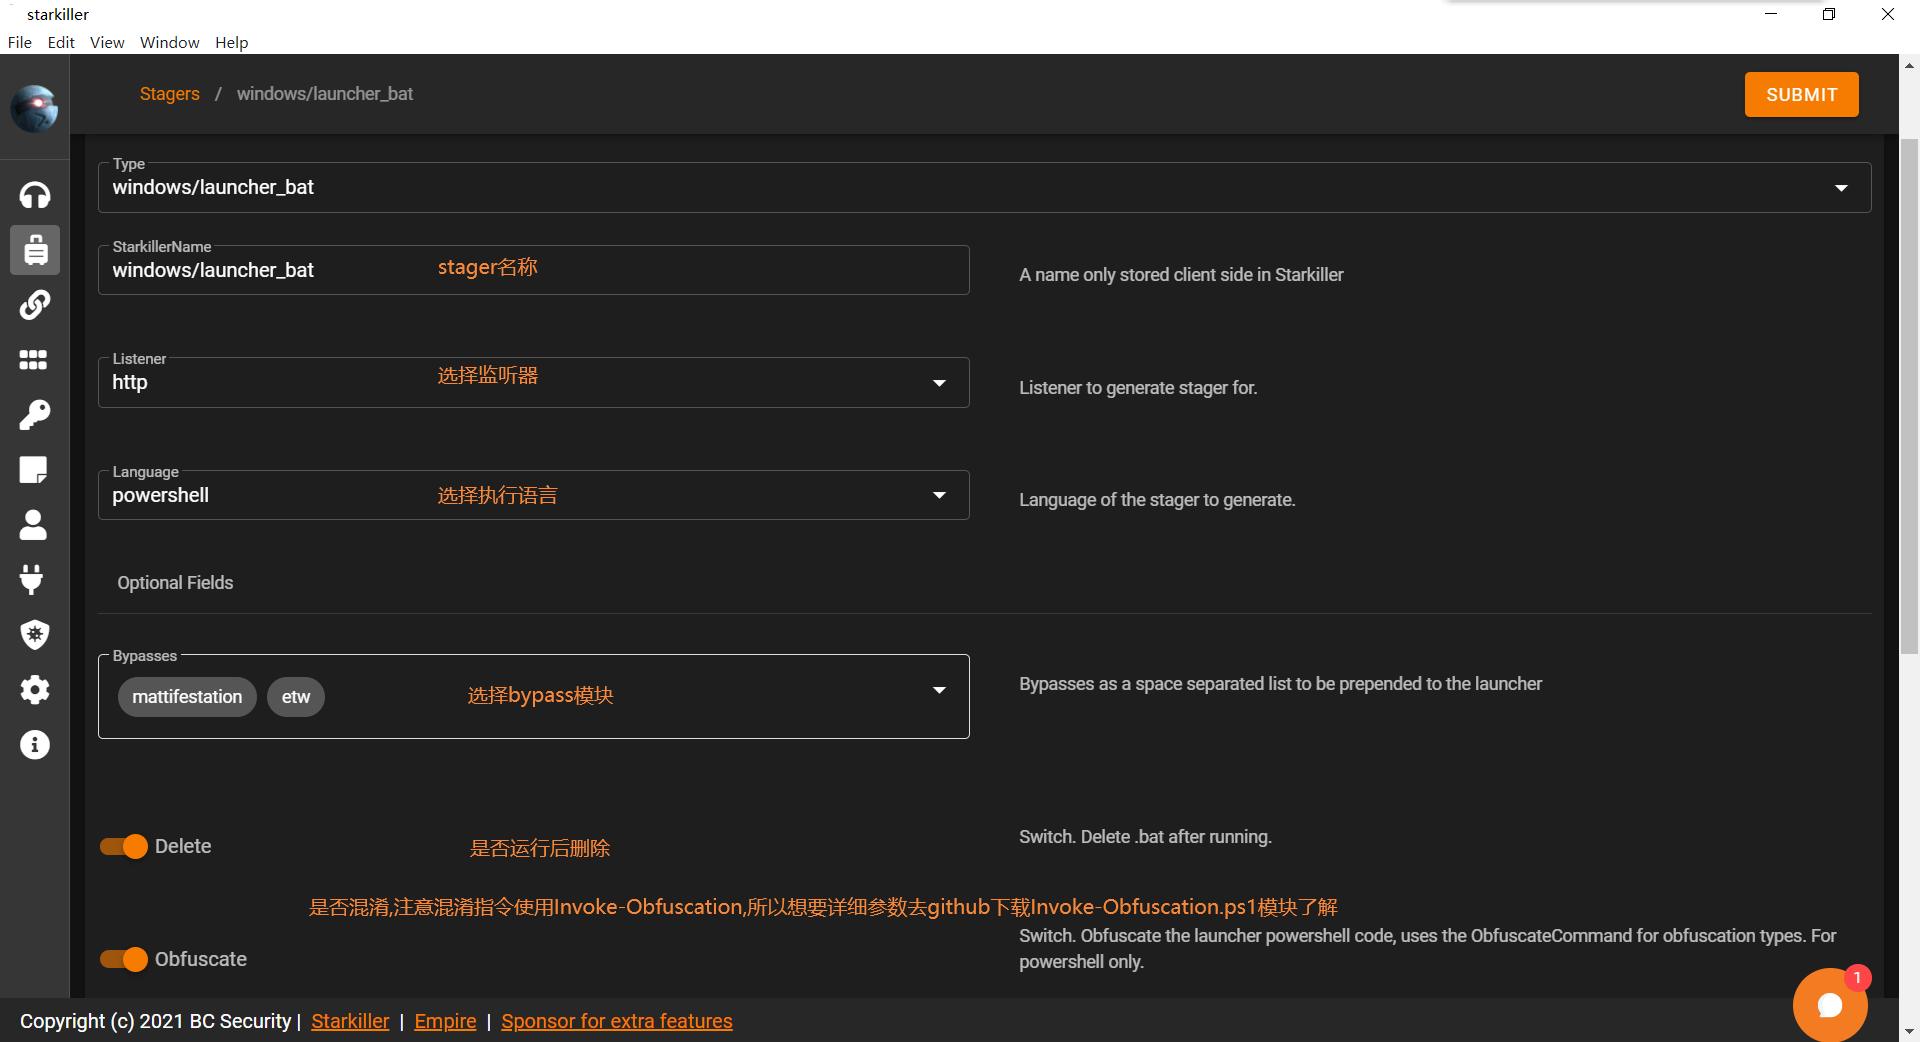 starkiller
File Edit View Window Help
Stagers / windows/launcher_bat
SUBMIT
Type
windows/launcher_bat
StarkillerName
windows/launcher_bat
stager名称
A name only stored client side in Starkiller
Listener
http
选择监听器
Listener to generate stager for.
Language
powershell
选择执行语言
Language of the stager to generate.
Optional Fields
Bypasses
mattifestation etw
选择bypass模块
Bypasses as a space separated list to be prepended to the launcher
Delete
是否运行后删除
Switch. Delete .bat after running.
是否混淆,注意混淆指令使用Invoke-Obfuscation,所以想要详细参数去github下载Invoke-Obfuscation.ps1模块了解
Obfuscate
Switch. Obfuscate the launcher powershell code, uses the ObfuscateCommand for obfuscation types. For
powershell only.
1
Copyright (c) 2021 BC Security | Starkiller | Empire | Sponsor for extra features